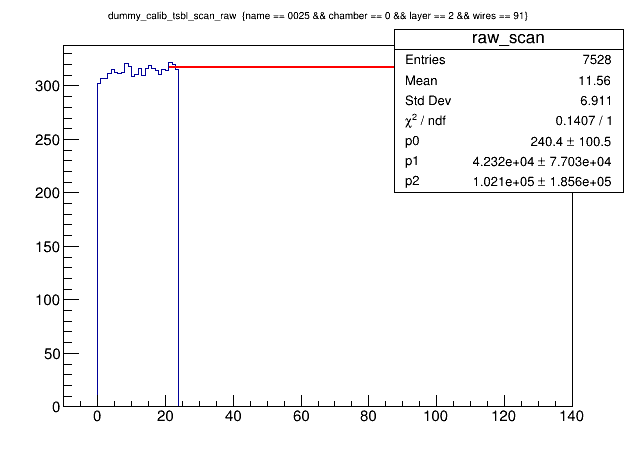 dummy_calib_tsbl_scan_raw {name == 0025 && chamber == 0 && layer == 2 && wires == 91}
raw_scan
Entries 7528
Mean 11.56
Std Dev 6.911
χ² / ndf 0.1407 / 1
p0 240.4 ± 100.5
p1 4.232e+04 ± 7.703e+04
p2 1.021e+05 ± 1.856e+05
300
250
200
150
100
50
0
0 20 40 60 80 100 120 140